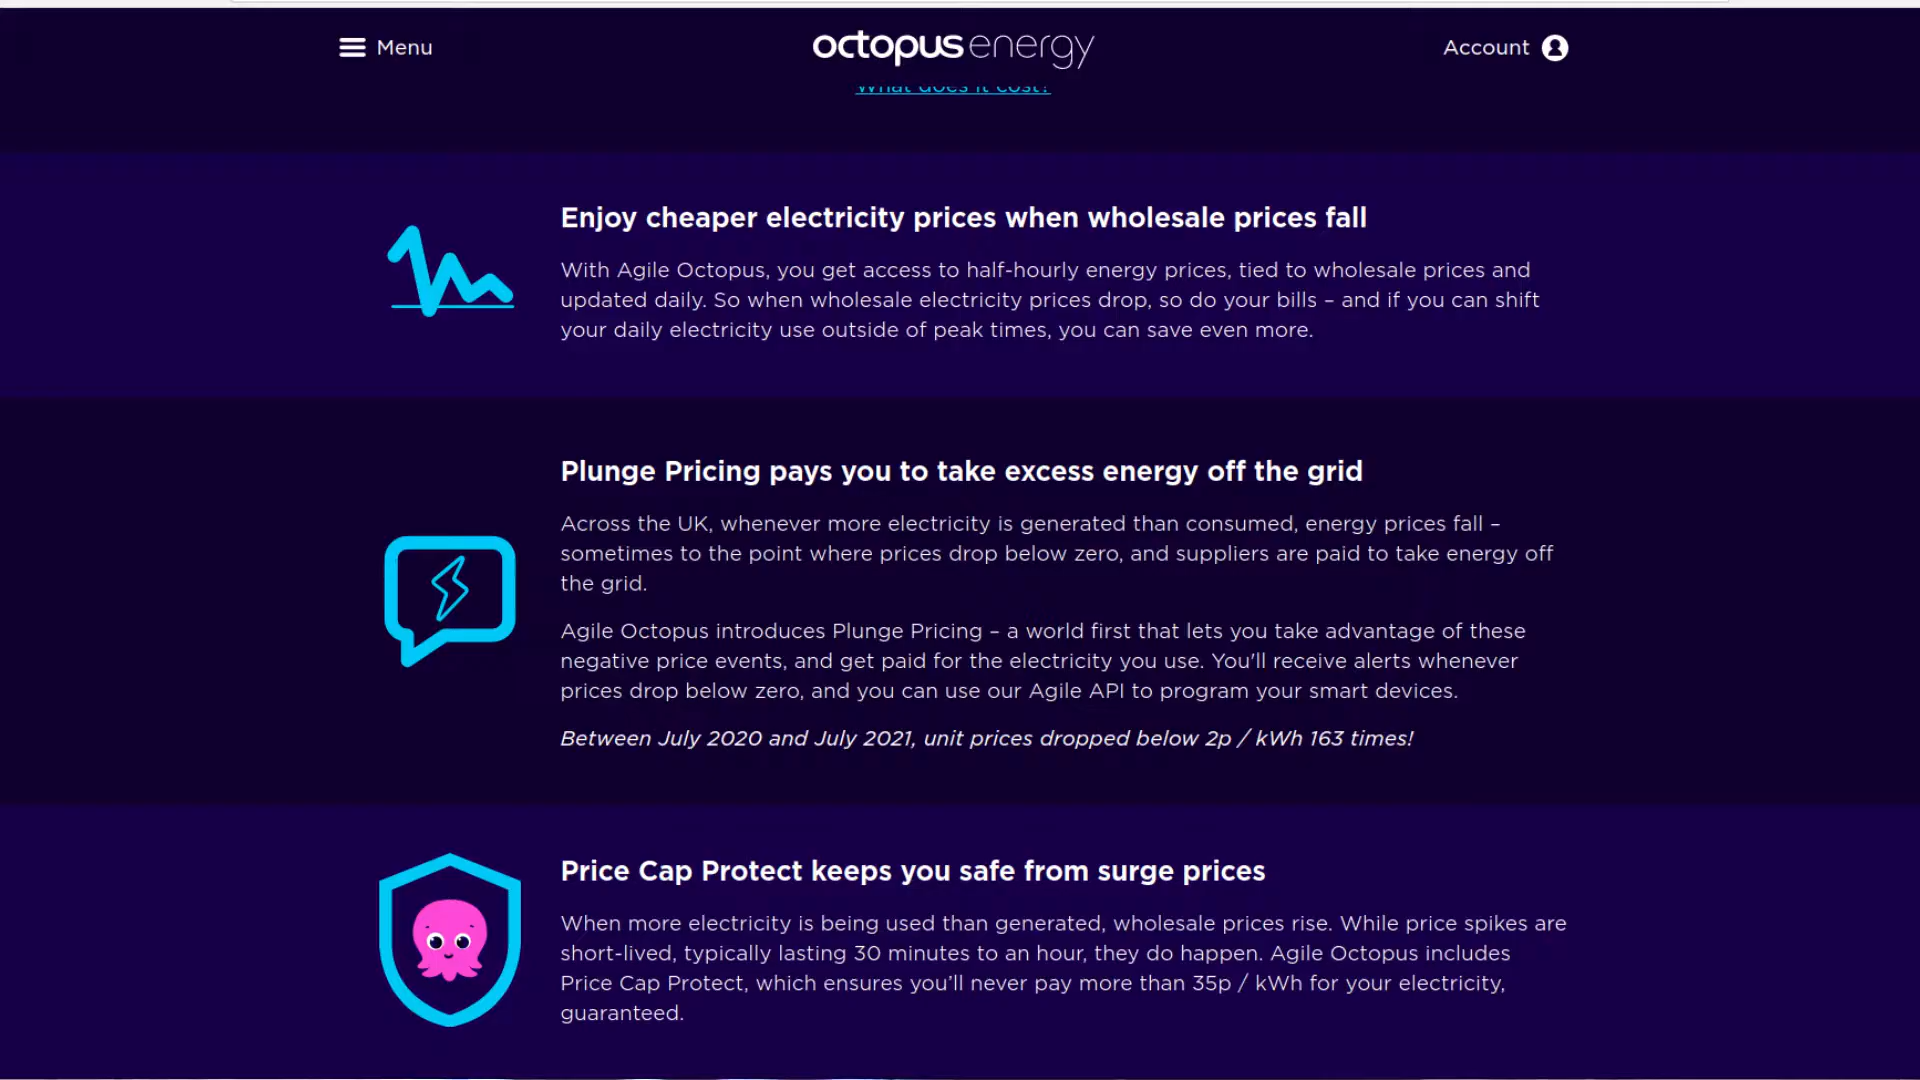 Menu
octopus energy
Account
What does it cost?
Enjoy cheaper electricity prices when wholesale prices fall
With Agile Octopus, you get access to half-hourly energy prices, tied to wholesale prices and
updated daily. So when wholesale electricity prices drop, so do your bills – and if you can shift
your daily electricity use outside of peak times, you can save even more.
Plunge Pricing pays you to take excess energy off the grid
Across the UK, whenever more electricity is generated than consumed, energy prices fall –
sometimes to the point where prices drop below zero, and suppliers are paid to take energy off
the grid.
Agile Octopus introduces Plunge Pricing – a world first that lets you take advantage of these
negative price events, and get paid for the electricity you use. You'll receive alerts whenever
prices drop below zero, and you can use our Agile API to program your smart devices.
Between July 2020 and July 2021, unit prices dropped below 2p / kWh 163 times!
Price Cap Protect keeps you safe from surge prices
When more electricity is being used than generated, wholesale prices rise. While price spikes are
short-lived, typically lasting 30 minutes to an hour, they do happen. Agile Octopus includes
Price Cap Protect, which ensures you’ll never pay more than 35p / kWh for your electricity,
guaranteed.